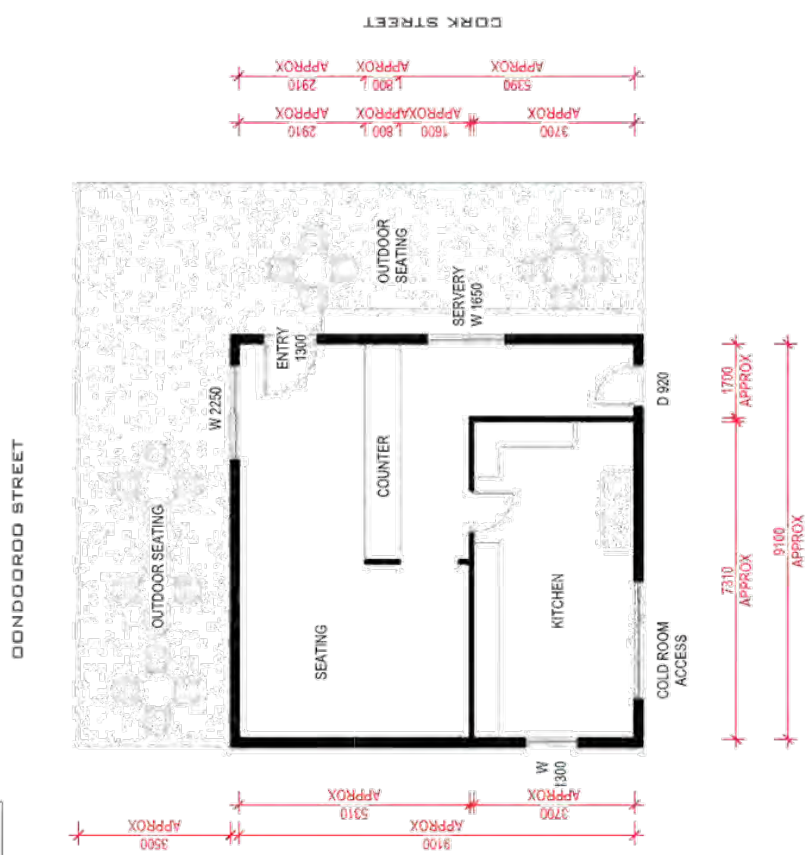 CORK STREET
2910
APPROX
800
APPROX
5390
APPROX
2910
APPROX
800
APPROX
1600
APPROX
3700
APPROX
OONDOOROO STREET
OUTDOOR SEATING
OUTDOOR
SEATING
W 2250
ENTRY
1300
SERVERY
W 1650
COUNTER
SEATING
KITCHEN
D 920
COLD ROOM
ACCESS
W
1300
1700
APPROX
7310
APPROX
9100
APPROX
3500
APPROX
5310
APPROX
3700
APPROX
9100
APPROX